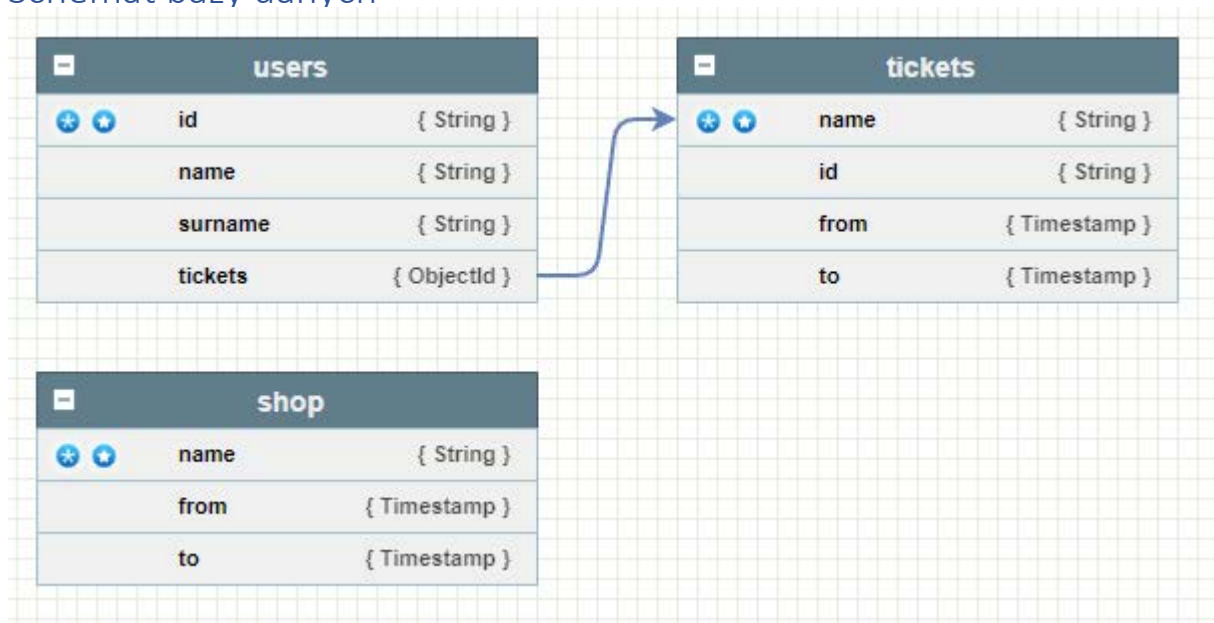 users
id { String }
name { String }
surname { String }
tickets { ObjectId }
tickets
name { String }
id { String }
from { Timestamp }
to { Timestamp }
shop
name { String }
from { Timestamp }
to { Timestamp }